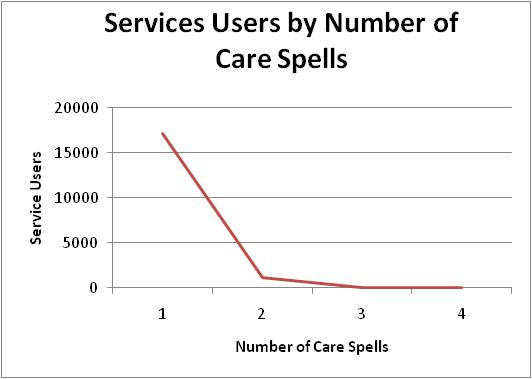 Services Users by Number of
Care Spells
20000
15000
10000
5000
0
Service Users
1 2 3 4
Number of Care Spells